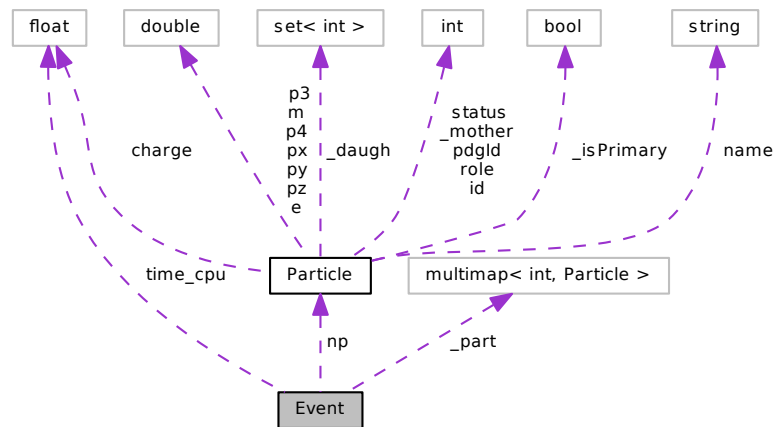 float
double
set< int >
int
bool
string
p3
m
p4
px
py
pz
e
status
_mother
pdgId
role
id
charge
_daugh
_isPrimary
name
time_cpu
Particle
multimap< int, Particle >
np
_part
Event